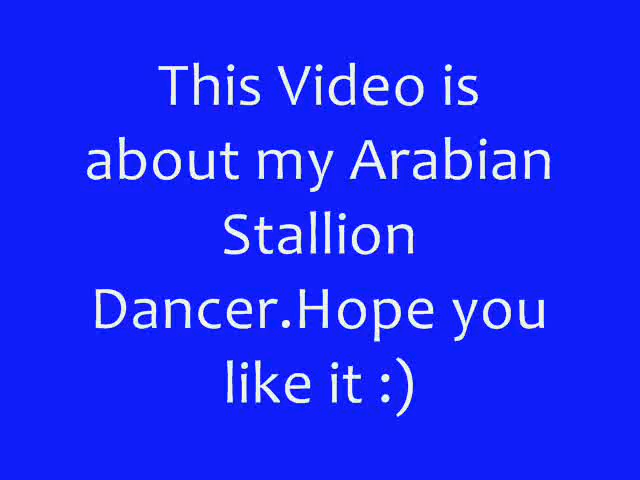 This Video is
about my Arabian
Stallion
Dancer.Hope you
like it :)